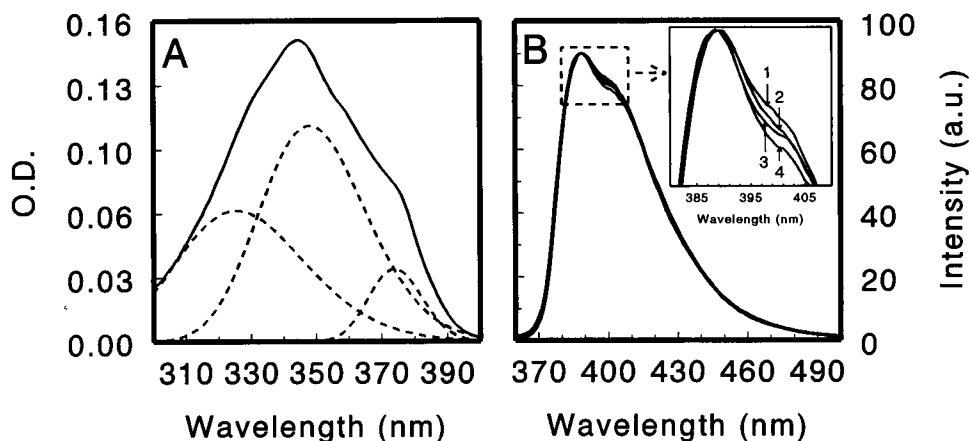 A
O.D.
0.16
0.13
0.10
0.06
0.03
0.00
310 330 350 370 390
Wavelength (nm)
B
1
2
3
4
385 395 405
Wavelength (nm)
100
80
60
40
20
0
Intensity (a.u.)
370 400 430 460 490
Wavelength (nm)